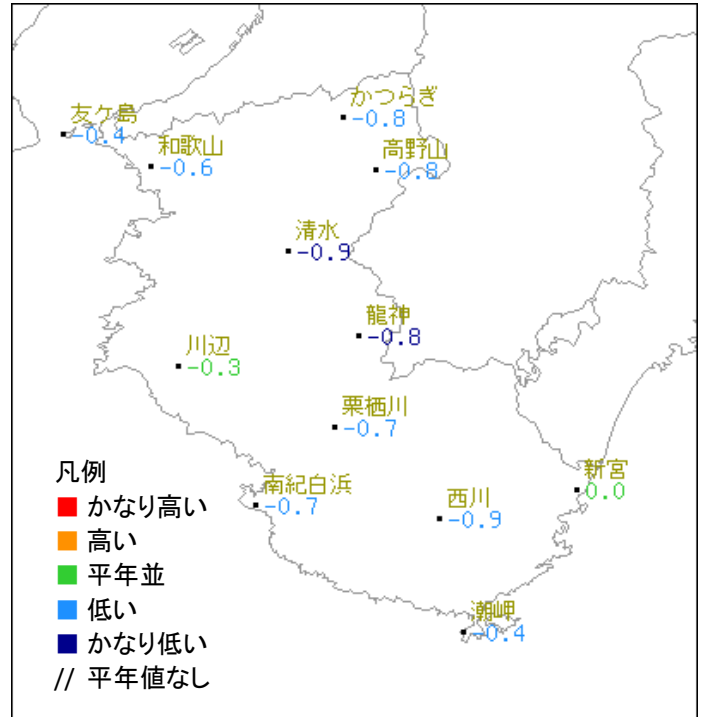 友ケ島
-0.4
和歌山
-0.6
かつらぎ
-0.8
高野山
-0.8
清水
-0.9
龍神
-0.8
川辺
-0.3
栗栖川
-0.7
南紀白浜
-0.7
西川
-0.9
新宮
0.0
潮岬
-0.4
凡例
かなり高い
高い
平年並
低い
かなり低い
// 平年値なし